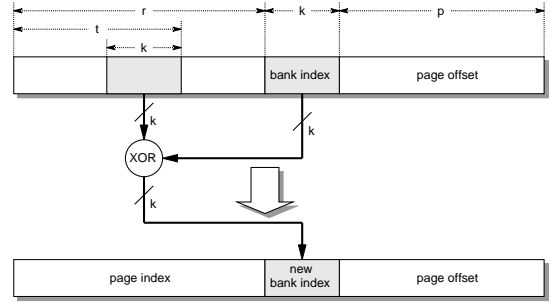 r k p
t
k
bank index page offset
k k
XOR
k
page index new bank index page offset